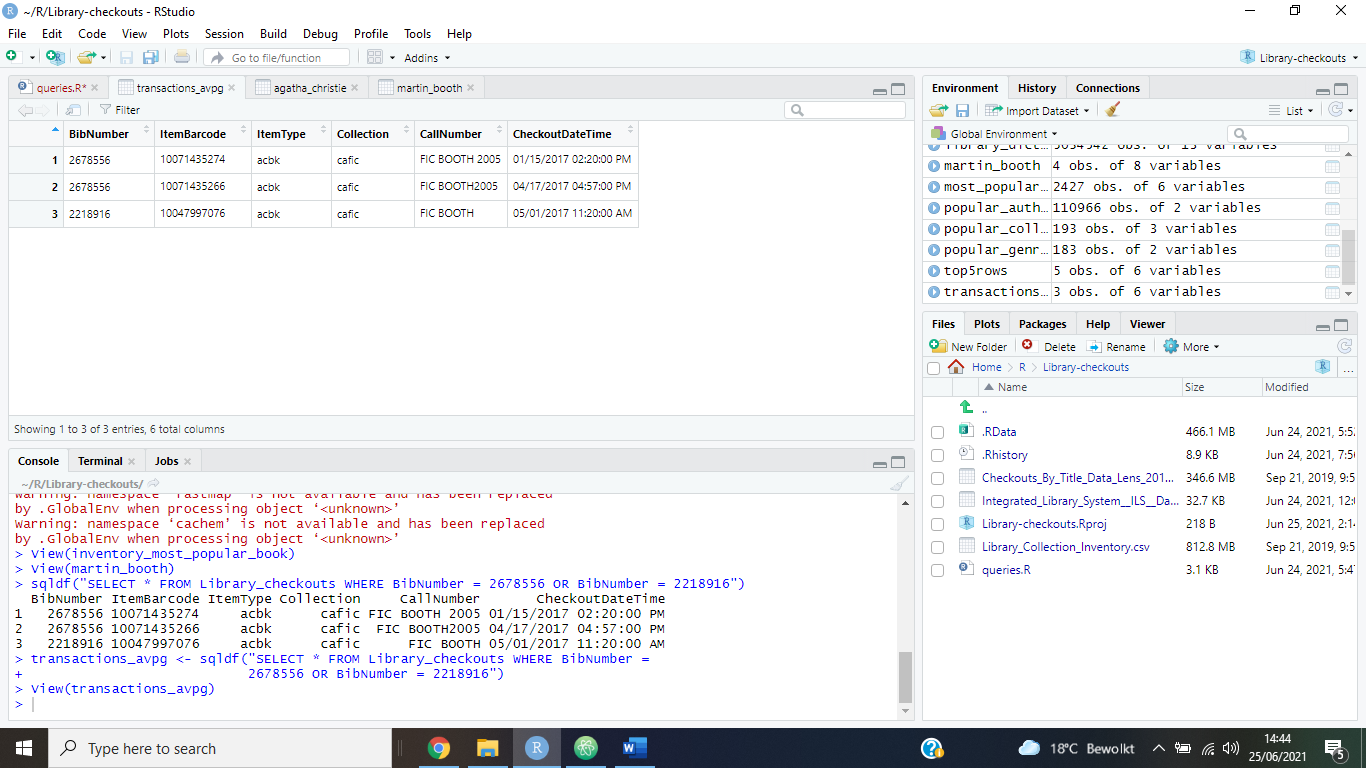 ~/R/Library-checkouts - RStudio
File Edit Code View Plots Session Build Debug Profile Tools Help
Go to file/function Addins Library-checkouts
queries.R* transactions_avpg agatha_christie martin_booth
Filter
BibNumber ItemBarcode ItemType Collection CallNumber CheckoutDateTime
1 2678556 10071435274 acbk cafic FIC BOOTH 2005 01/15/2017 02:20:00 PM
2 2678556 10071435266 acbk cafic FIC BOOTH2005 04/17/2017 04:57:00 PM
3 2218916 10047997076 acbk cafic FIC BOOTH 05/01/2017 11:20:00 AM
Showing 1 to 3 of 3 entries, 6 total columns
Console Terminal Jobs
~/R/Library-checkouts/
warning: namespace ‘fastmap’ is not available and has been replaced
by .GlobalEnv when processing object ‘<unknown>’
warning: namespace ‘cachem’ is not available and has been replaced
by .GlobalEnv when processing object ‘<unknown>’
> View(inventory_most_popular_book)
> View(martin_booth)
> sqldf("SELECT * FROM Library_checkouts WHERE BibNumber = 2678556 OR BibNumber = 2218916")
BibNumber ItemBarcode ItemType Collection CallNumber CheckoutDateTime
1 2678556 10071435274 acbk cafic FIC BOOTH 2005 01/15/2017 02:20:00 PM
2 2678556 10071435266 acbk cafic FIC BOOTH2005 04/17/2017 04:57:00 PM
3 2218916 10047997076 acbk cafic FIC BOOTH 05/01/2017 11:20:00 AM
> transactions_avpg <- sqldf("SELECT * FROM Library_checkouts WHERE BibNumber =
+ 2678556 OR BibNumber = 2218916")
> View(transactions_avpg)
>
Environment History Connections
Import Dataset List
Global Environment
martin_booth 4 obs. of 8 variables
most_popular... 2427 obs. of 6 variables
popular_auth... 110966 obs. of 2 variables
popular_coll... 193 obs. of 3 variables
popular_genr... 183 obs. of 2 variables
top5rows 5 obs. of 6 variables
transactions... 3 obs. of 6 variables
Files Plots Packages Help Viewer
New Folder Delete Rename More
Home R Library-checkouts ...
Name Size Modified
..
.RData 466.1 MB Jun 24, 2021, 5:5
.Rhistory 8.9 KB Jun 24, 2021, 7:5
Checkouts_By_Title_Data_Lens_201... 346.6 MB Sep 21, 2019, 9:5
Integrated_Library_System__ILS__Da... 32.7 KB Jun 24, 2021, 12:
Library-checkouts.Rproj 218 B Jun 25, 2021, 2:1
Library_Collection_Inventory.csv 812.8 MB Sep 21, 2019, 9:5
queries.R 3.1 KB Jun 24, 2021, 5:4
Type here to search
18°C Bewolkt
14:44
25/06/2021
5